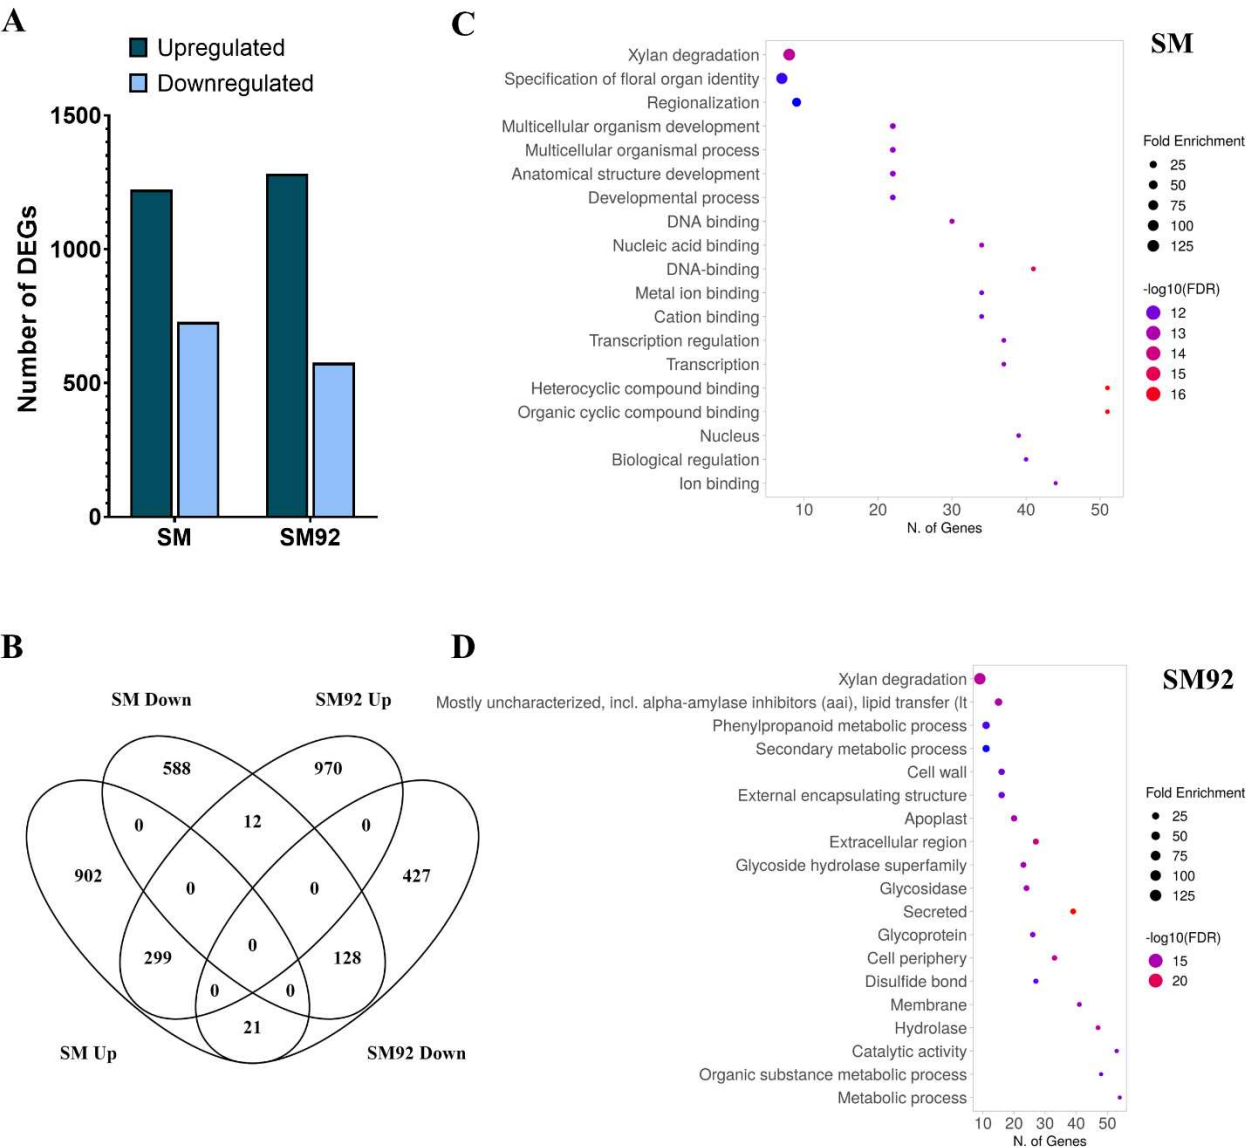 A
Upregulated
Downregulated
Number of DEGs
1500
1000
500
0
SM
SM92
C
SM
Xylan degradation
Specification of floral organ identity
Regionalization
Multicellular organism development
Multicellular organismal process
Anatomical structure development
Developmental process
DNA binding
Nucleic acid binding
DNA-binding
Metal ion binding
Cation binding
Transcription regulation
Transcription
Heterocyclic compound binding
Organic cyclic compound binding
Nucleus
Biological regulation
Ion binding
10 20 30 40 50
N. of Genes
Fold Enrichment
25
50
75
100
125
-log10(FDR)
12
13
14
15
16
B
SM Down
SM92 Up
588
970
0
12
0
902
0
0
427
299
0
128
0
0
21
SM Up
SM92 Down
D
SM92
Xylan degradation
Mostly uncharacterized, incl. alpha-amylase inhibitors (aai), lipid transfer (lt
Phenylpropanoid metabolic process
Secondary metabolic process
Cell wall
External encapsulating structure
Apoplast
Extracellular region
Glycoside hydrolase superfamily
Glycosidase
Secreted
Glycoprotein
Cell periphery
Disulfide bond
Membrane
Hydrolase
Catalytic activity
Organic substance metabolic process
Metabolic process
10 20 30 40 50
N. of Genes
Fold Enrichment
25
50
75
100
125
-log10(FDR)
15
20